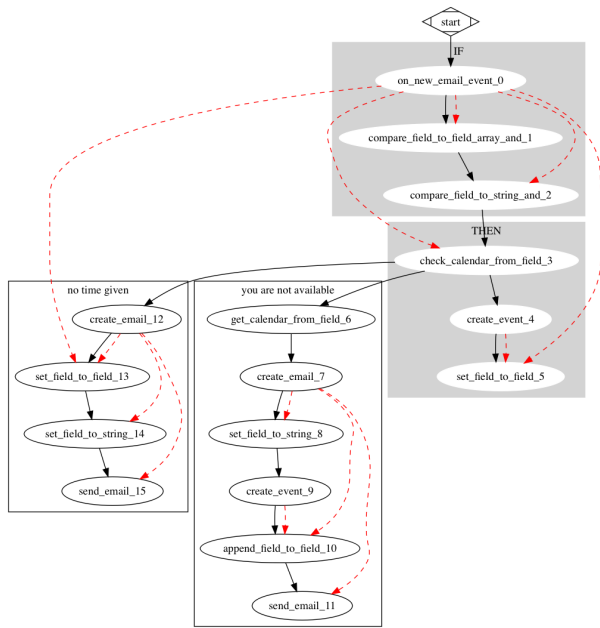 start
IF
on_new_email_event_0
compare_field_to_field_array_and_1
compare_field_to_string_and_2
THEN
check_calendar_from_field_3
no time given
you are not available
create_email_12
get_calendar_from_field_6
create_event_4
set_field_to_field_13
create_email_7
set_field_to_field_5
set_field_to_string_14
set_field_to_string_8
send_email_15
create_event_9
append_field_to_field_10
send_email_11